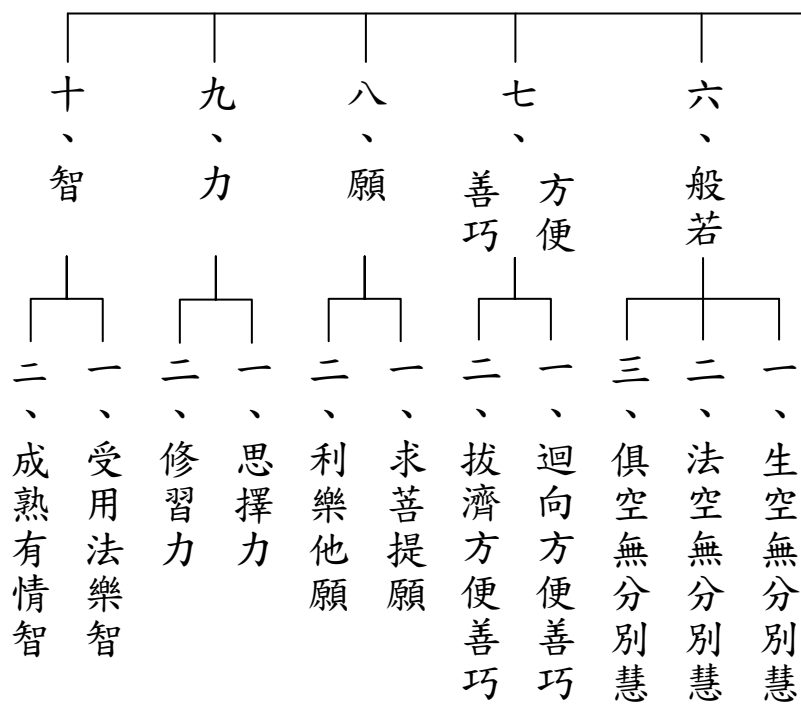 六、般若
一、生空無分別慧
二、法空無分別慧
三、俱空無分別慧
七、方便善巧
一、迴向方便善巧
二、拔濟方便善巧
八、願
一、求菩提願
二、利樂他願
九、力
一、思擇力
二、修習力
十、智
一、受用法樂智
二、成熟有情智